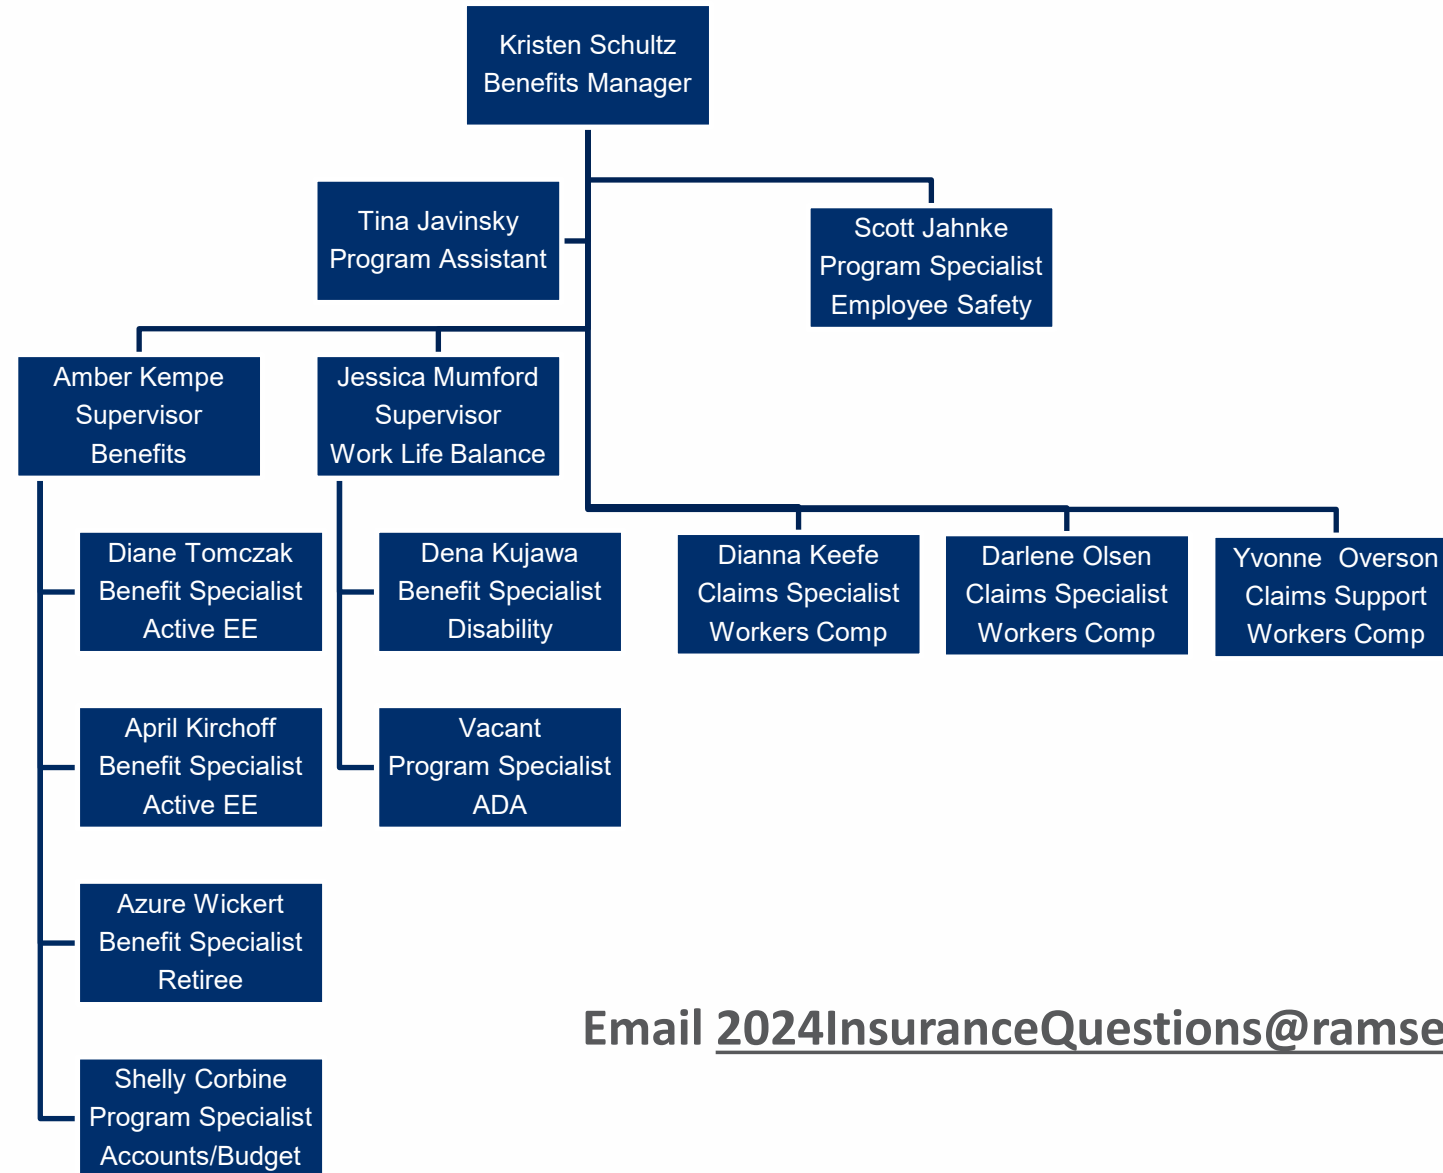 Kristen Schultz
Benefits Manager
Tina Javinsky
Program Assistant
Scott Jahnke
Program Specialist
Employee Safety
Amber Kempe
Supervisor
Benefits
Jessica Mumford
Supervisor
Work Life Balance
Diane Tomczak
Benefit Specialist
Active EE
Dena Kujawa
Benefit Specialist
Disability
Dianna Keefe
Claims Specialist
Workers Comp
Darlene Olsen
Claims Specialist
Workers Comp
Yvonne  Overson
Claims Support
Workers Comp
April Kirchoff
Benefit Specialist
Active EE
Vacant
Program Specialist
ADA
Azure Wickert
Benefit Specialist
Retiree
Shelly Corbine
Program Specialist
Accounts/Budget
Email 2024InsuranceQuestions@ramse